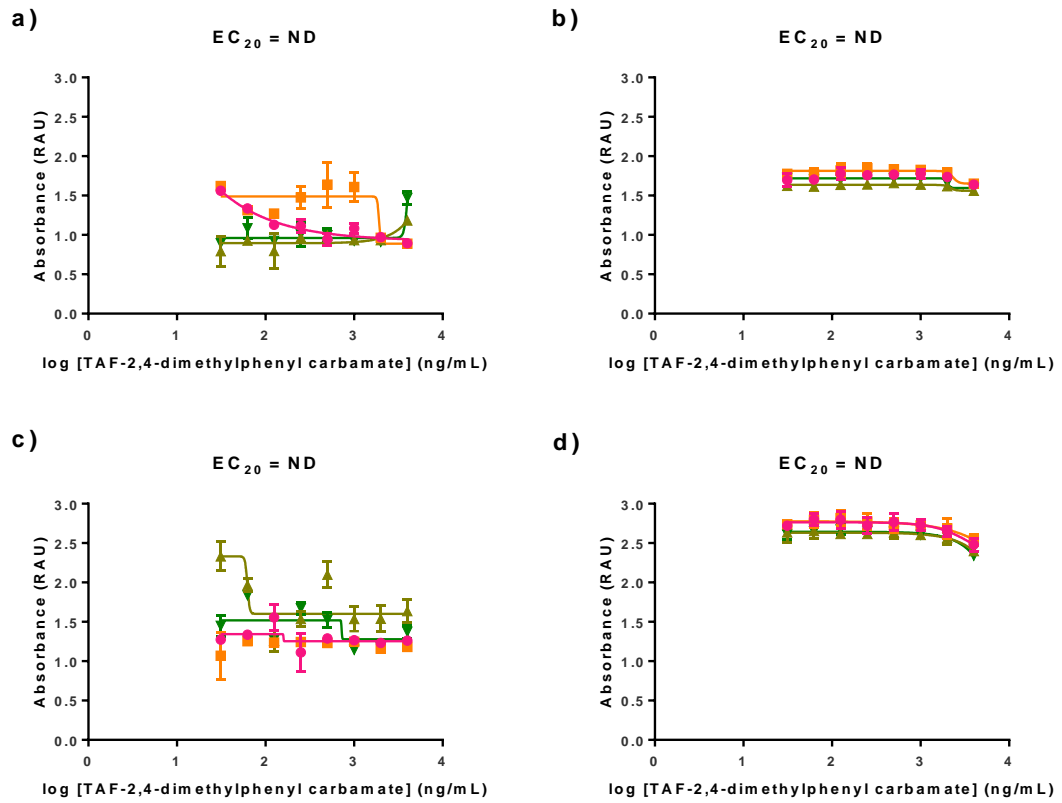 a)
EC20 = ND
3.0
2.5
2.0
1.5
1.0
0.5
0.0
Absorbance (RAU)
0 1 2 3 4
log [TAF-2,4-dimethylphenyl carbamate] (ng/mL)
b)
EC20 = ND
3.0
2.5
2.0
1.5
1.0
0.5
0.0
Absorbance (RAU)
0 1 2 3 4
log [TAF-2,4-dimethylphenyl carbamate] (ng/mL)
c)
EC20 = ND
3.0
2.5
2.0
1.5
1.0
0.5
0.0
Absorbance (RAU)
0 1 2 3 4
log [TAF-2,4-dimethylphenyl carbamate] (ng/mL)
d)
EC20 = ND
3.0
2.5
2.0
1.5
1.0
0.5
0.0
Absorbance (RAU)
0 1 2 3 4
log [TAF-2,4-dimethylphenyl carbamate] (ng/mL)